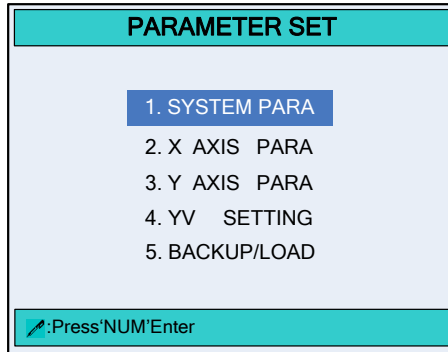 PARAMETER SET
1. SYSTEM PARA
2. X AXIS PARA
3. Y AXIS PARA
4. YV SETTING
5. BACKUP/LOAD
:Press‘NUM’Enter